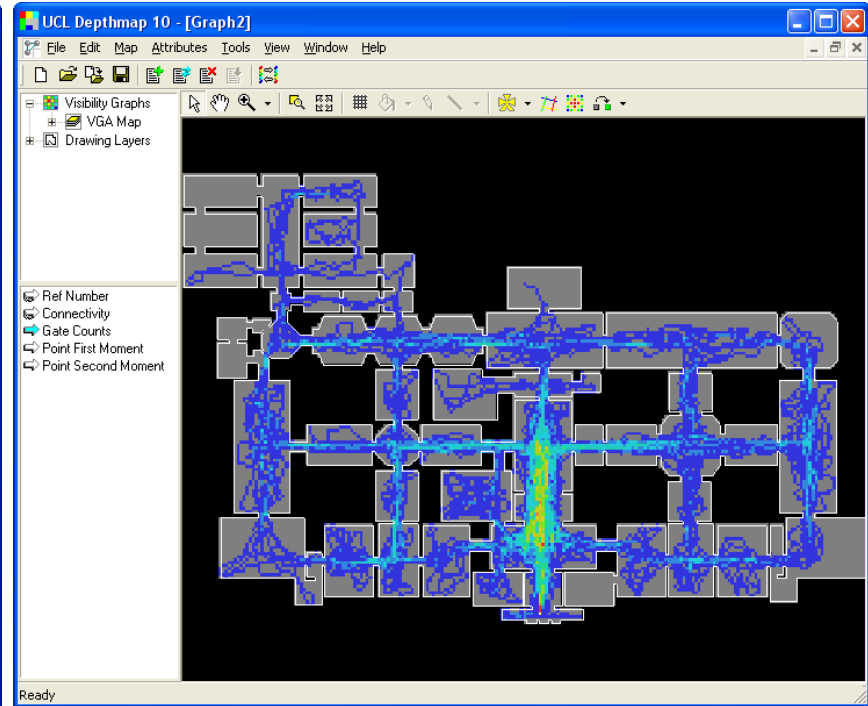 UCL Depthmap 10 - [Graph2]
File Edit Map Attributes Tools View Window Help
Visibility Graphs
VGA Map
Drawing Layers
Ref Number
Connectivity
Gate Counts
Point First Moment
Point Second Moment
Ready